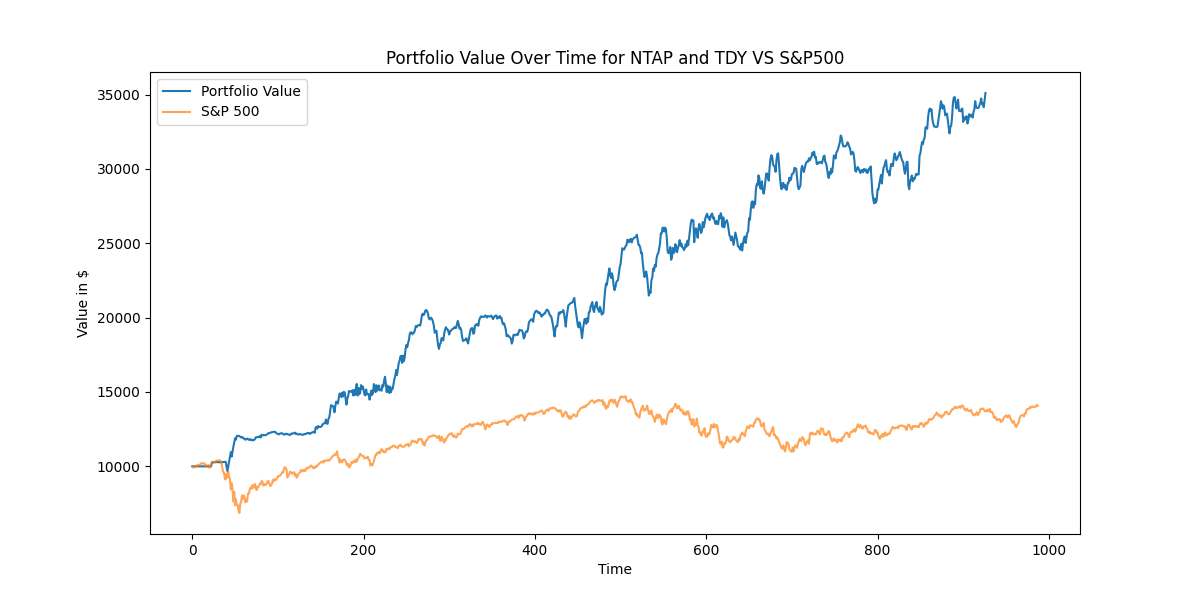 Portfolio Value Over Time for NTAP and TDY VS S&P500
Portfolio Value
S&P 500
35000
30000
25000
20000
15000
10000
Value in $
0 200 400 600 800 1000
Time